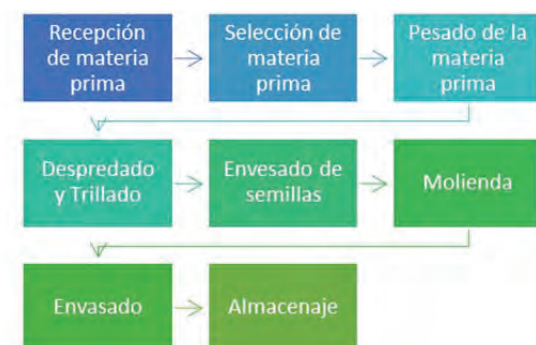 Recepción
de materia
prima
Selección de
materia
prima
Pesado de la
materia
prima
Despredado
y Trillado
Envesado de
semillas
Molienda
Envasado
Almacenaje